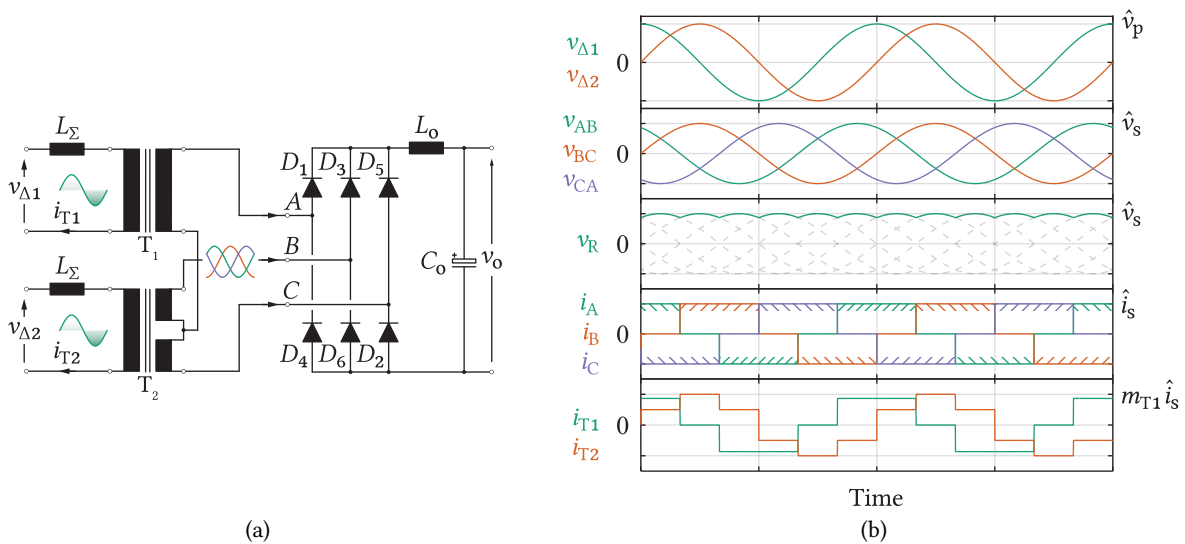 L_Σ
v_Δ1
i_T1
T_1
L_Σ
v_Δ2
i_T2
T_2
A
B
C
D_1 D_3 D_5
D_4 D_6 D_2
L_o
C_o
+
v_o
(a)
v_Δ1
0
v_Δ2
v̂_p
v_AB
v_BC 0
v_CA
v̂_s
v_R 0
v̂_s
i_A
i_B 0
i_C
î_s
i_T1 0
i_T2
m_T1 î_s
Time
(b)